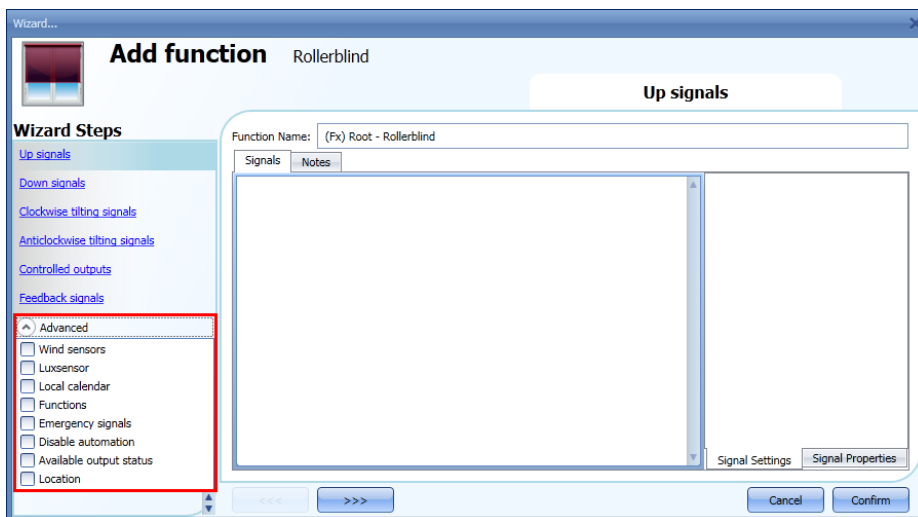 Wizard...
Add function Rollerblind
Up signals
Wizard Steps
Up signals
Down signals
Clockwise tilting signals
Anticlockwise tilting signals
Controlled outputs
Feedback signals
Advanced
Wind sensors
Luxsensor
Local calendar
Functions
Emergency signals
Disable automation
Available output status
Location
Function Name: (Fx) Root - Rollerblind
Signals Notes
Signal Settings Signal Properties
<<< >>> Cancel Confirm